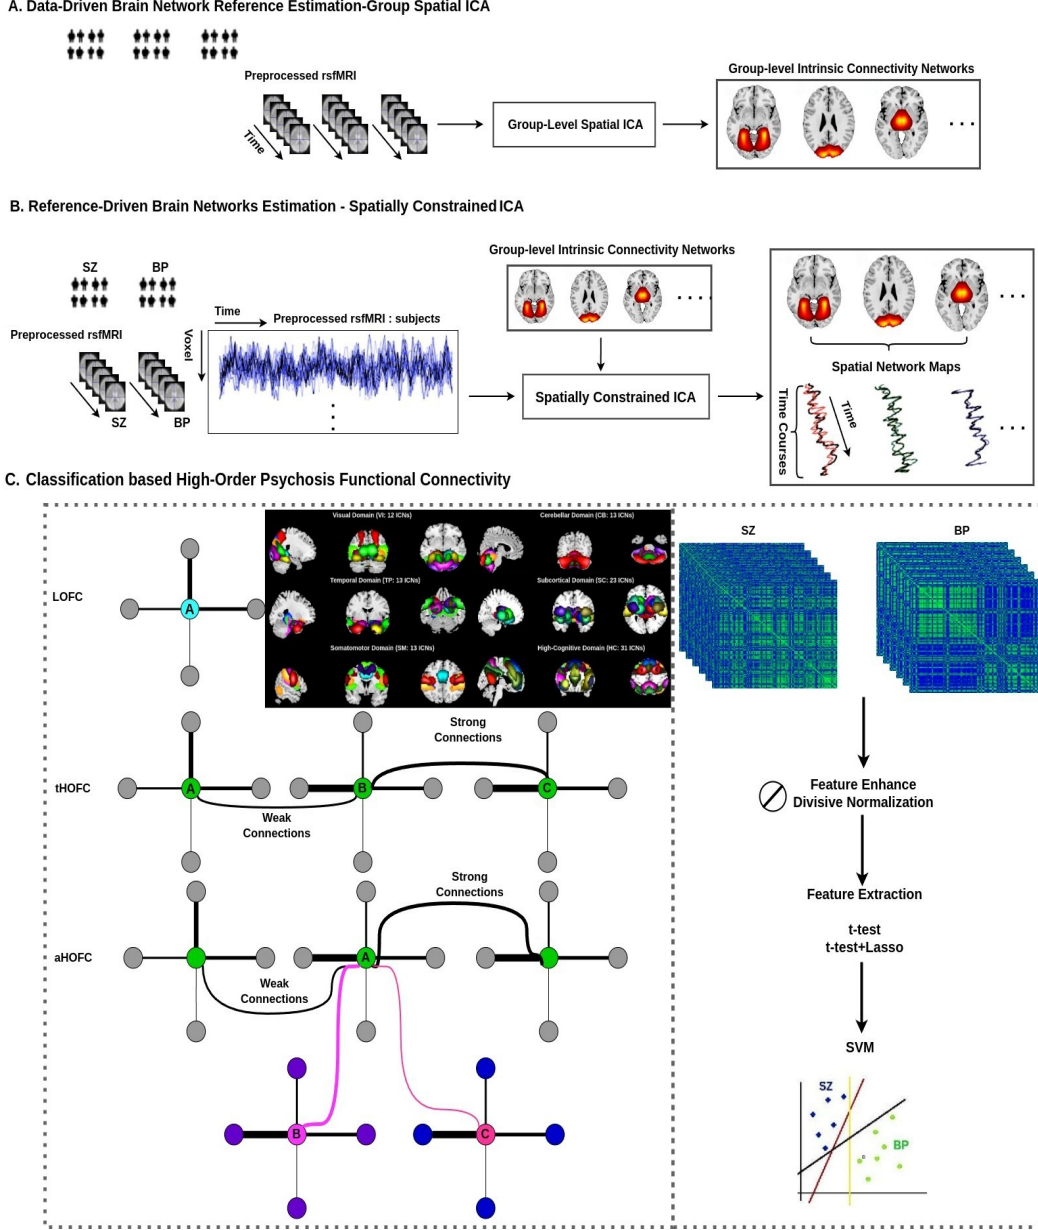 A. Data-Driven Brain Network Reference Estimation-Group Spatial ICA
Preprocessed rsfMRI
Time
Group-Level Spatial ICA
Group-level Intrinsic Connectivity Networks
. . .
B. Reference-Driven Brain Networks Estimation - Spatially Constrained ICA
SZ
BP
Preprocessed rsfMRI
SZ
BP
Voxel
Time
Preprocessed rsfMRI : subjects
Group-level Intrinsic Connectivity Networks
. . . .
Spatially Constrained ICA
. . .
Spatial Network Maps
Time Courses
Time
. . .
C. Classification based High-Order Psychosis Functional Connectivity
LOFC
A
Visual Domain (VI: 12 ICNs)
Cerebellar Domain (CB: 13 ICNs)
Temporal Domain (TP: 13 ICNs)
Subcortical Domain (SC: 23 ICNs)
Somatomotor Domain (SM: 13 ICNs)
High-Cognitive Domain (HC: 31 ICNs)
tHOFC
A
B
C
Strong
Connections
Weak
Connections
aHOFC
A
Strong
Connections
Weak
Connections
B
C
SZ
BP
Feature Enhance
Divisive Normalization
Feature Extraction
t-test
t-test+Lasso
SVM
SZ
BP